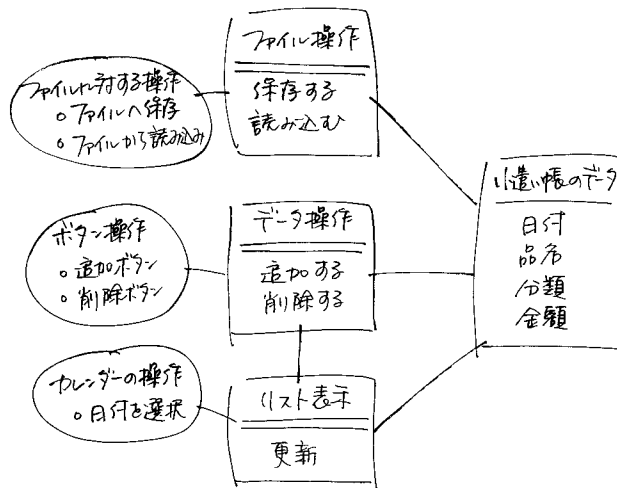 ファイル操作
保存する
読み込む
ファイルに対する操作
○ファイルへ保存
○ファイルから読み込み
小遣い帳のデータ
日付
品名
分類
金額
ボタン操作
○追加ボタン
○削除ボタン
データ操作
追加する
削除する
カレンダーの操作
○日付を選択
リスト表示
更新